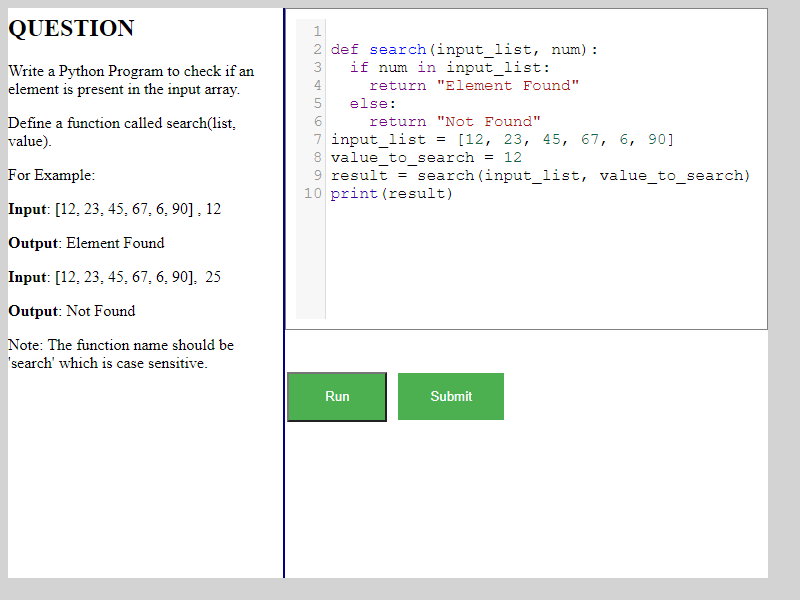 QUESTION
Write a Python Program to check if an
element is present in the input array.
Define a function called search(list,
value).
For Example:
Input: [12, 23, 45, 67, 6, 90] , 12
Output: Element Found
Input: [12, 23, 45, 67, 6, 90],  25
Output: Not Found
Note: The function name should be
'search' which is case sensitive.
1
2 def search(input_list, num):
3   if num in input_list:
4     return "Element Found"
5   else:
6     return "Not Found"
7 input_list = [12, 23, 45, 67, 6, 90]
8 value_to_search = 12
9 result = search(input_list, value_to_search)
10 print(result)
Run Submit